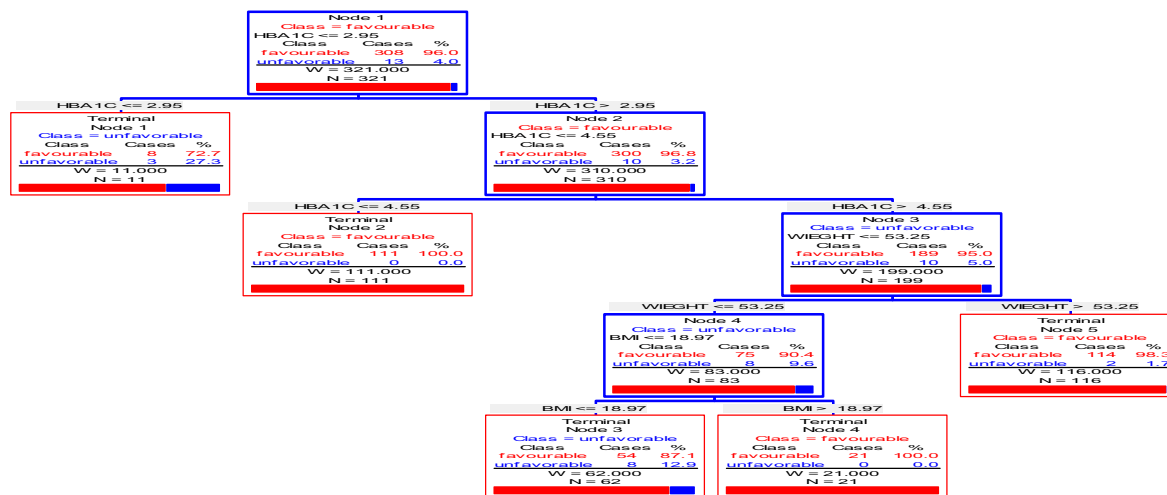 Node 1
Class = favourable
HBA1C <= 2.95
Class Cases %
favourable 308 96.0
unfavorable 13 4.0
W = 321.000
N = 321
HBA1C <= 2.95
HBA1C > 2.95
Terminal
Node 1
Class = unfavorable
Class Cases %
favourable 8 72.7
unfavorable 3 27.3
W = 11.000
N = 11
Node 2
Class = favourable
HBA1C <= 4.55
Class Cases %
favourable 300 96.8
unfavorable 10 3.2
W = 310.000
N = 310
HBA1C <= 4.55
HBA1C > 4.55
Terminal
Node 2
Class = favourable
Class Cases %
favourable 111 100.0
unfavorable 0 0.0
W = 111.000
N = 111
Node 3
Class = unfavorable
WIEGHT <= 53.25
Class Cases %
favourable 189 95.0
unfavorable 10 5.0
W = 199.000
N = 199
WIEGHT <= 53.25
WIEGHT > 53.25
Node 4
Class = unfavorable
BMI <= 18.97
Class Cases %
favourable 75 90.4
unfavorable 8 9.6
W = 83.000
N = 83
Terminal
Node 5
Class = favourable
Class Cases %
favourable 114 98.3
unfavorable 2 1.7
W = 116.000
N = 116
BMI <= 18.97
BMI > 18.97
Terminal
Node 3
Class = unfavorable
Class Cases %
favourable 54 87.1
unfavorable 8 12.9
W = 62.000
N = 62
Terminal
Node 4
Class = favourable
Class Cases %
favourable 21 100.0
unfavorable 0 0.0
W = 21.000
N = 21